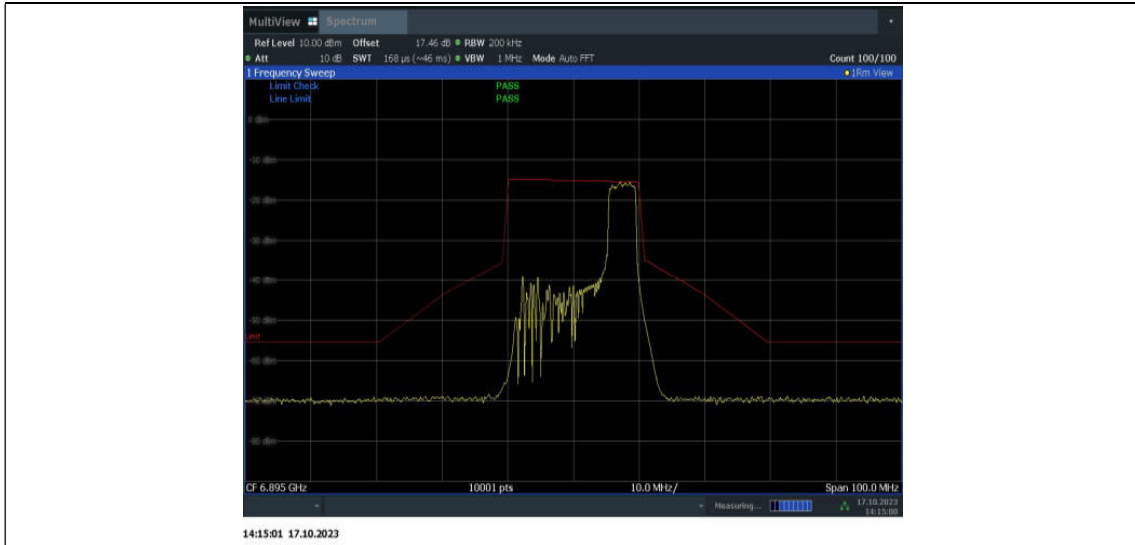 MultiView Spectrum
Ref Level 10.00 dBm Offset 17.46 dB RBW 200 kHz
Att 10 dB SWT 168 µs (~46 ms) VBW 1 MHz Mode Auto FFT Count 100/100
1 Frequency Sweep 1Rm View
Limit Check PASS
Line Limit PASS
0 dBm
-10 dBm
-20 dBm
-30 dBm
-40 dBm
-50 dBm
-60 dBm
-70 dBm
-80 dBm
CF 6.895 GHz 10001 pts 10.0 MHz/ Span 100.0 MHz
Measuring... 17.10.2023
14:15:00
14:15:01 17.10.2023